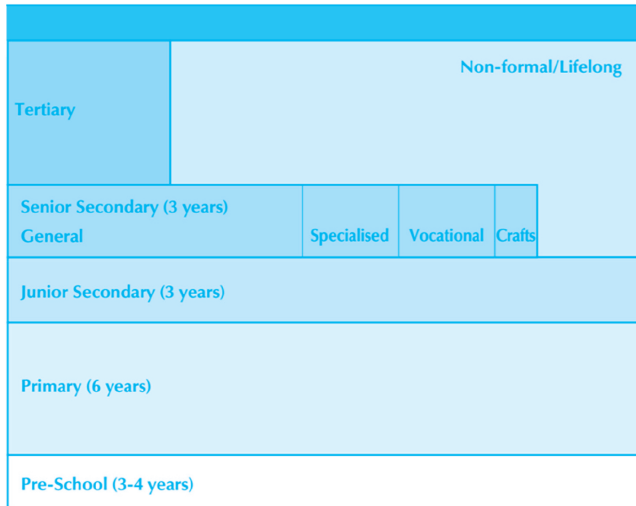 Non-formal/Lifelong
Tertiary
Senior Secondary (3 years)
General
Specialised
Vocational
Crafts
Junior Secondary (3 years)
Primary (6 years)
Pre-School (3-4 years)